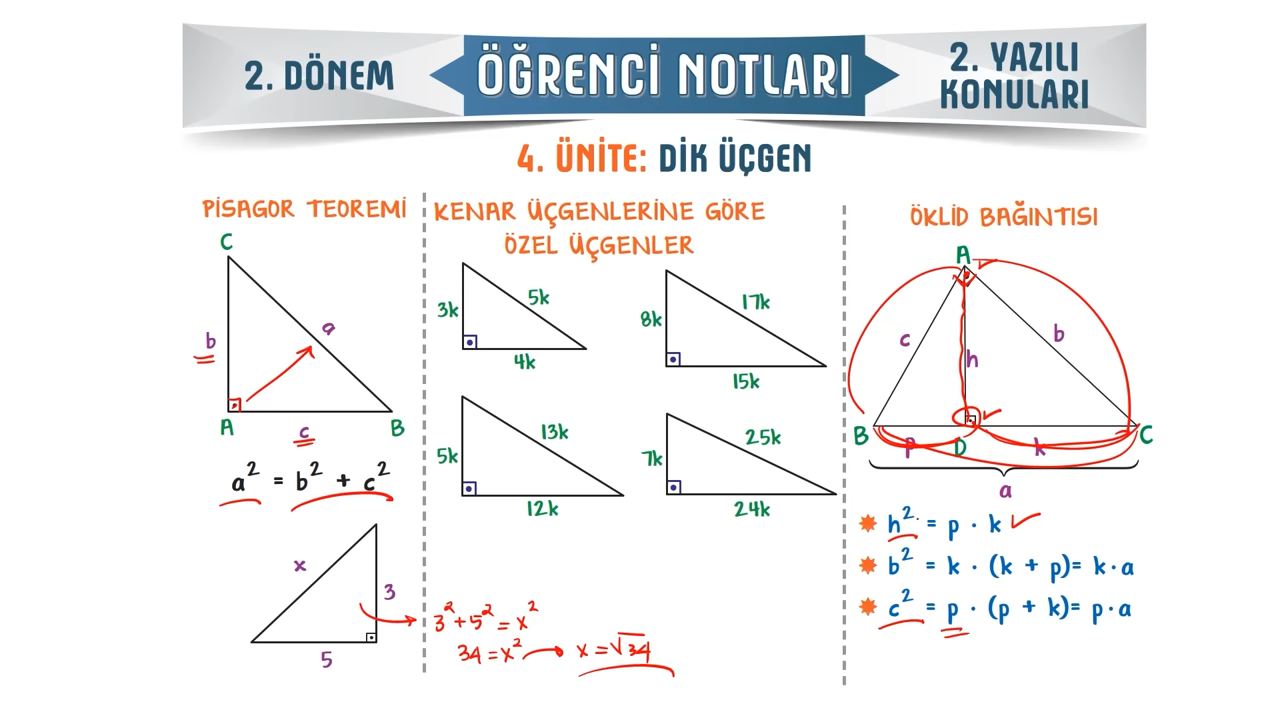 2. DÖNEM
ÖĞRENCİ NOTLARI
2. YAZILI
KONULARI
4. ÜNİTE: DİK ÜÇGEN
PİSAGOR TEOREMİ
C
b
a
A
c
B
a² = b² + c²
x
3
5
3² + 5² = x²
34 = x²
x = √34
KENAR ÜÇGENLERİNE GÖRE
ÖZEL ÜÇGENLER
3k
5k
4k
8k
17k
15k
5k
13k
12k
7k
25k
24k
ÖKLİD BAĞINTISI
A
c
h
b
B
p
D
k
C
a
h² = p · k
b² = k · (k + p)= k·a
c² = p · (p + k)= p·a